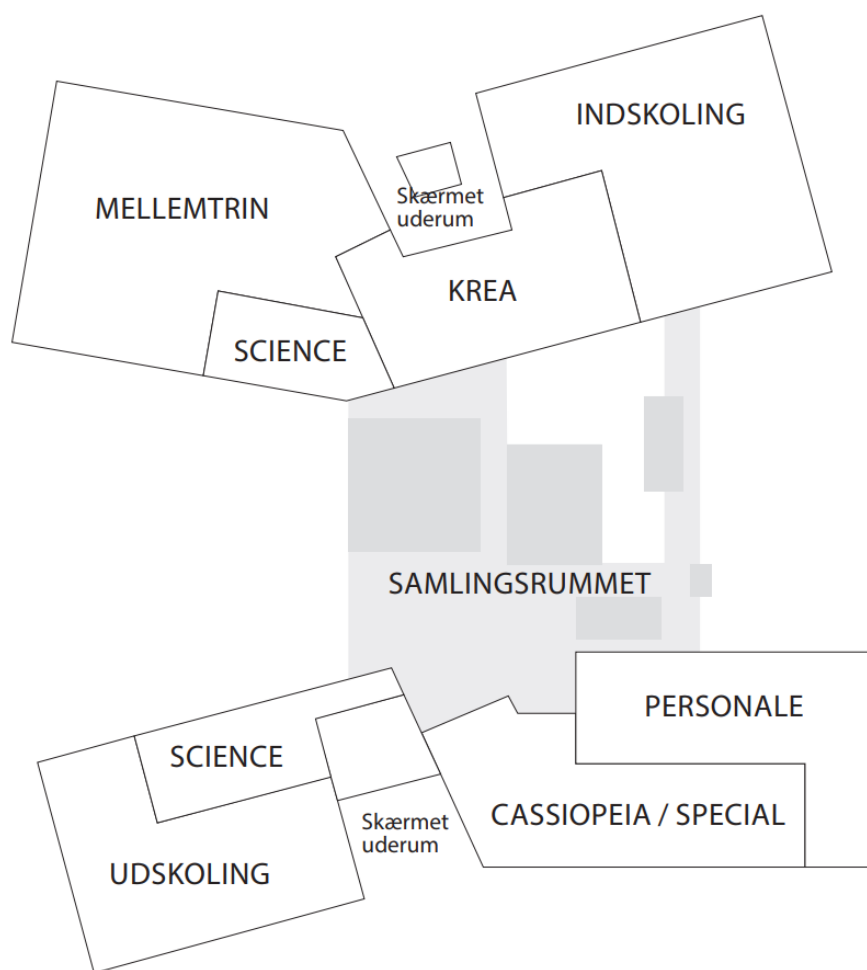 INDSKOLING
MELLEMTRIN
Skærmet
uderum
KREA
SCIENCE
SAMLINGSRUMMET
PERSONALE
SCIENCE
CASSIOPEIA / SPECIAL
Skærmet
uderum
UDSKOLING